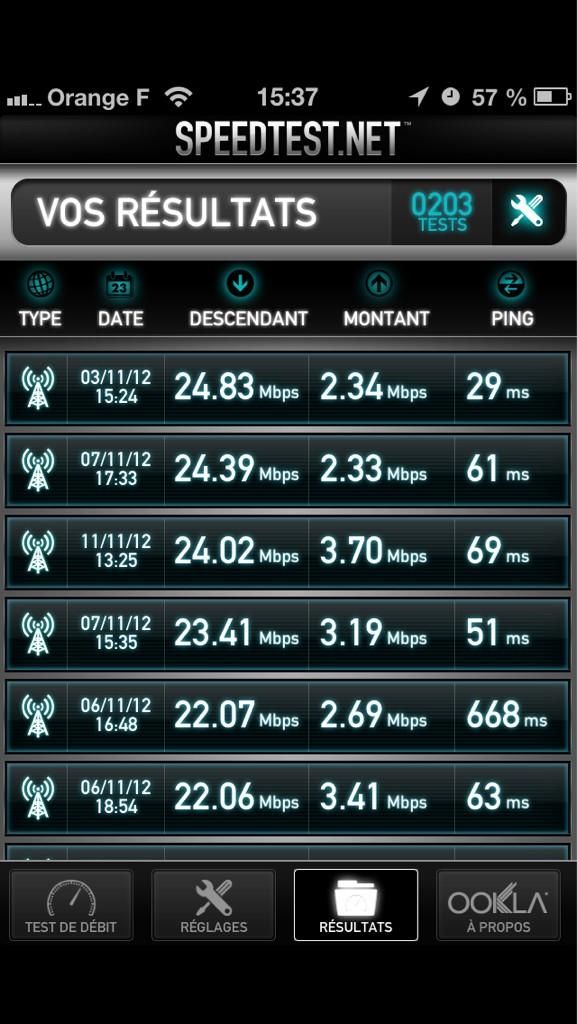 Orange F 15:37 57 %
SPEEDTEST.NET™
VOS RÉSULTATS 0203 TESTS
23
TYPE DATE DESCENDANT MONTANT PING
03/11/12 15:24 24.83 Mbps 2.34 Mbps 29 ms
07/11/12 17:33 24.39 Mbps 2.33 Mbps 61 ms
11/11/12 13:25 24.02 Mbps 3.70 Mbps 69 ms
07/11/12 15:35 23.41 Mbps 3.19 Mbps 51 ms
06/11/12 16:48 22.07 Mbps 2.69 Mbps 668 ms
06/11/12 18:54 22.06 Mbps 3.41 Mbps 63 ms
OOKLA
TEST DE DÉBIT RÉGLAGES RÉSULTATS À PROPOS